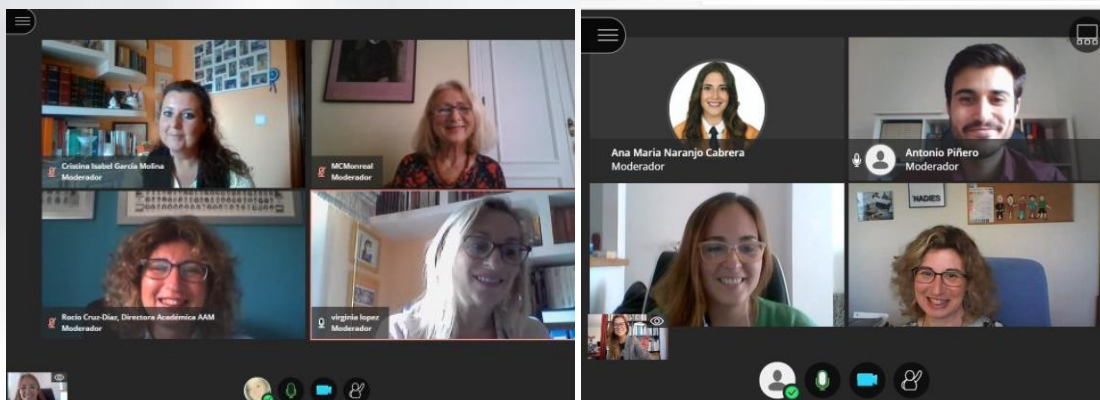 Cristina Isabel García Molina
Moderador
MCMonreal
Moderador
Rocío Cruz-Díaz, Directora Académica AAM
Moderador
virginia lopez
Moderador
Ana Maria Naranjo Cabrera
Moderador
Antonio Piñero
Moderador
'NADIES